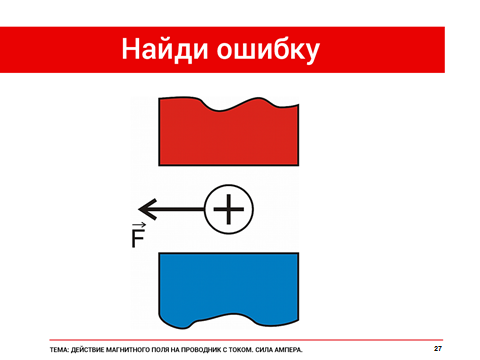 Найди ошибку
F
ТЕМА: ДЕЙСТВИЕ МАГНИТНОГО ПОЛЯ НА ПРОВОДНИК С ТОКОМ. СИЛА АМПЕРА.
27